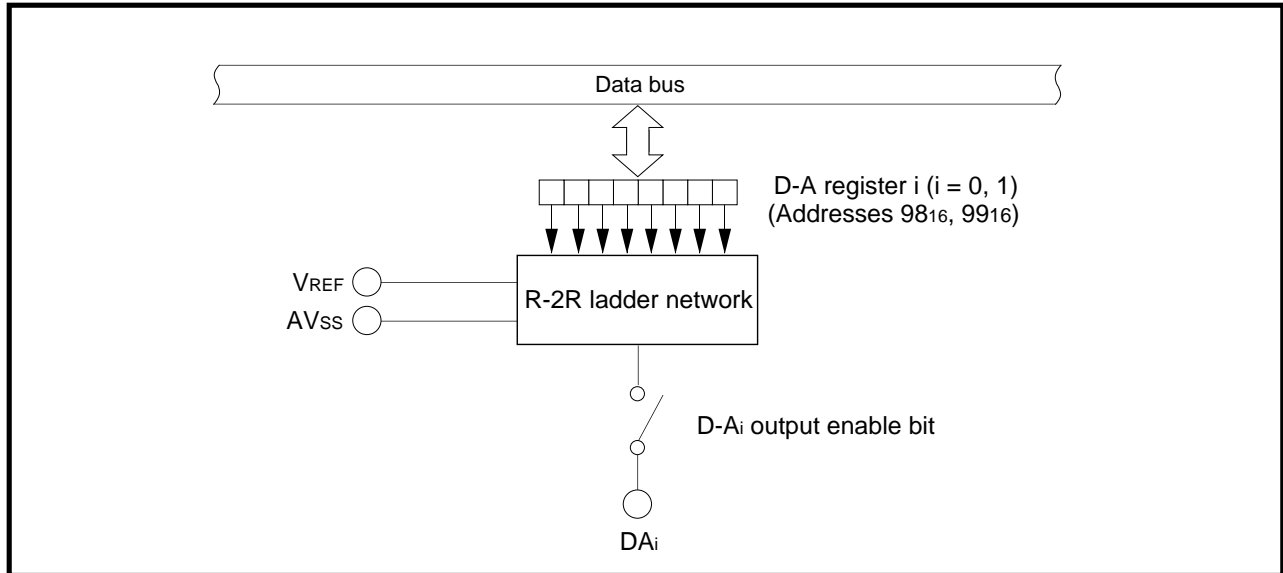 Data bus
D-A register i (i = 0, 1)
(Addresses 9816, 9916)
VREF
AVSS
R-2R ladder network
D-Ai output enable bit
DAi